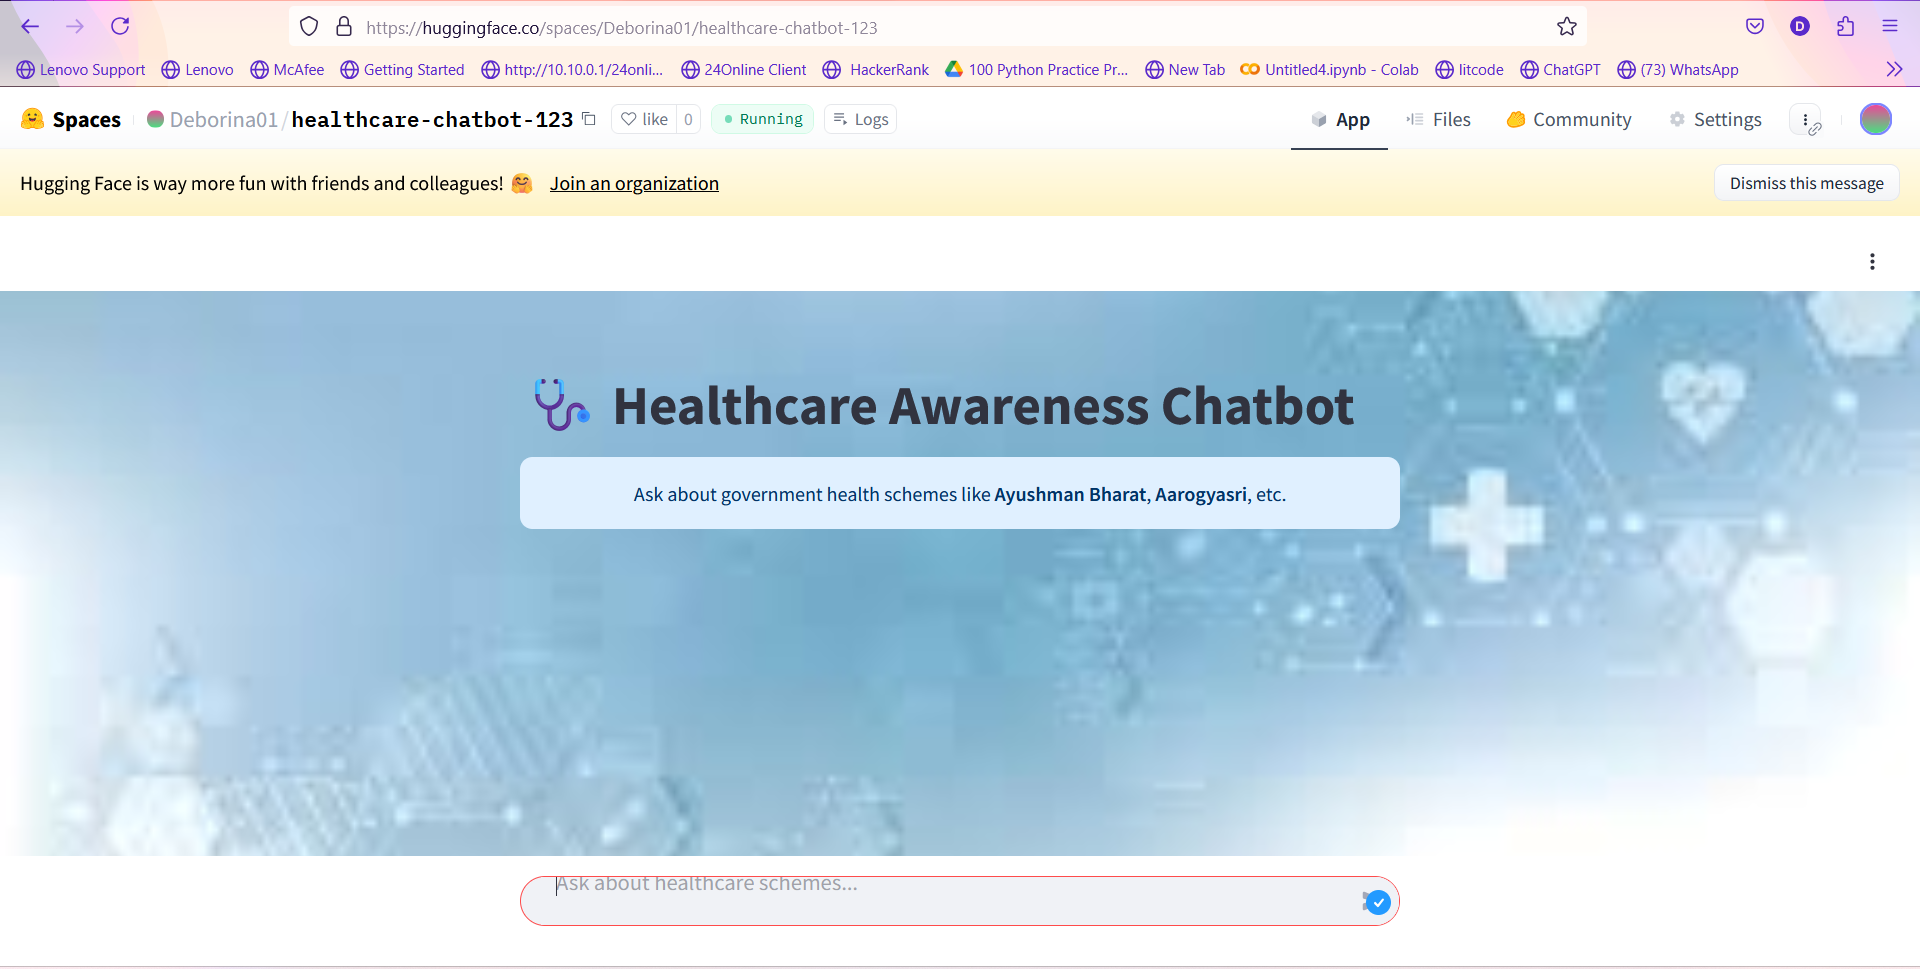 https://huggingface.co/spaces/Deborina01/healthcare-chatbot-123
D
Lenovo Support Lenovo McAfee Getting Started http://10.10.0.1/24onli... 24Online Client HackerRank 100 Python Practice Pr... New Tab Untitled4.ipynb - Colab litcode ChatGPT (73) WhatsApp
Spaces Deborina01/healthcare-chatbot-123 like 0 Running Logs App Files Community Settings
Hugging Face is way more fun with friends and colleagues! 🤗 Join an organization Dismiss this message
Healthcare Awareness Chatbot
Ask about government health schemes like Ayushman Bharat, Aarogyasri, etc.
Ask about healthcare schemes...